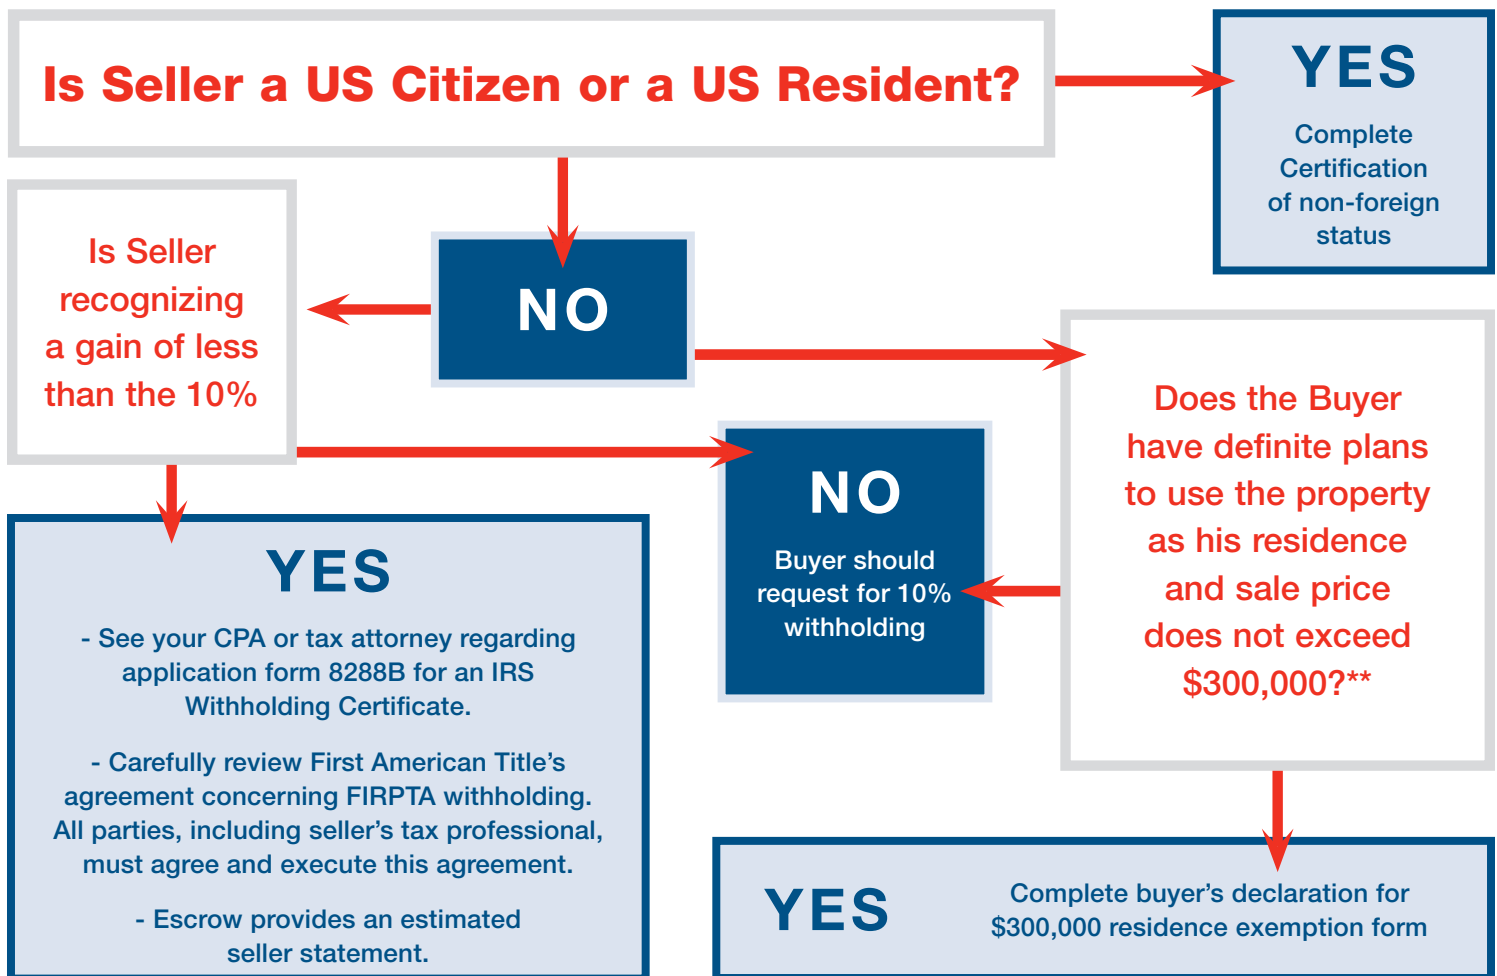 Is Seller a US Citizen or a US Resident?
YES
Complete
Certification
of non-foreign
status
Is Seller
recognizing
a gain of less
than the 10%
NO
Does the Buyer
have definite plans
to use the property
as his residence
and sale price
does not exceed
$300,000?**
NO
Buyer should
request for 10%
withholding
YES
- See your CPA or tax attorney regarding
application form 8288B for an IRS
Withholding Certificate.
- Carefully review First American Title's
agreement concerning FIRPTA withholding.
All parties, including seller's tax professional,
must agree and execute this agreement.
- Escrow provides an estimated
seller statement.
YES
Complete buyer's declaration for
$300,000 residence exemption form